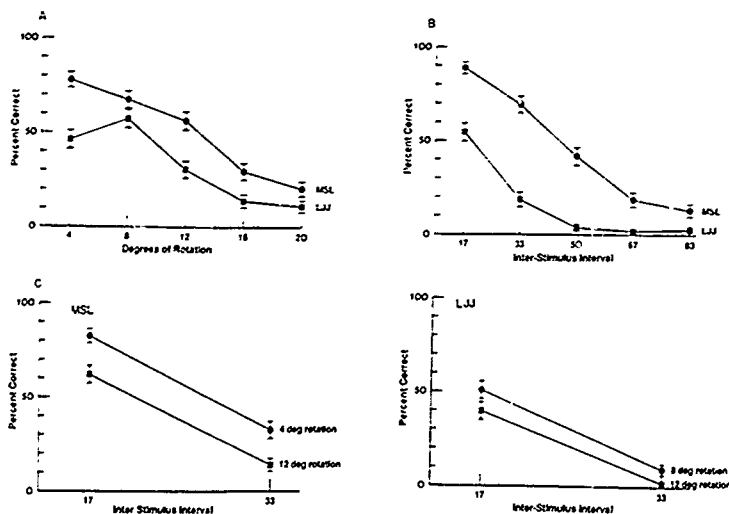 A
100
50
0
Percent Correct
4
8
12
16
20
Degrees of Rotation
MSL
LJJ
B
100
50
0
Percent Correct
17
33
50
67
83
Inter-Stimulus Interval
MSL
LJJ
C
MSL
100
50
0
Percent Correct
17
33
Inter Stimulus Interval
4 deg rotation
12 deg rotation
LJJ
100
50
0
Percent Correct
17
33
Inter-Stimulus Interval
8 deg rotation
12 deg rotation